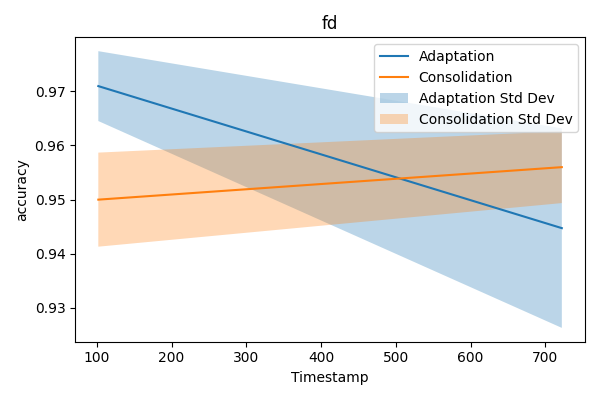 fd
Adaptation
Consolidation
Adaptation Std Dev
Consolidation Std Dev
accuracy
0.97
0.96
0.95
0.94
0.93
100 200 300 400 500 600 700
Timestamp